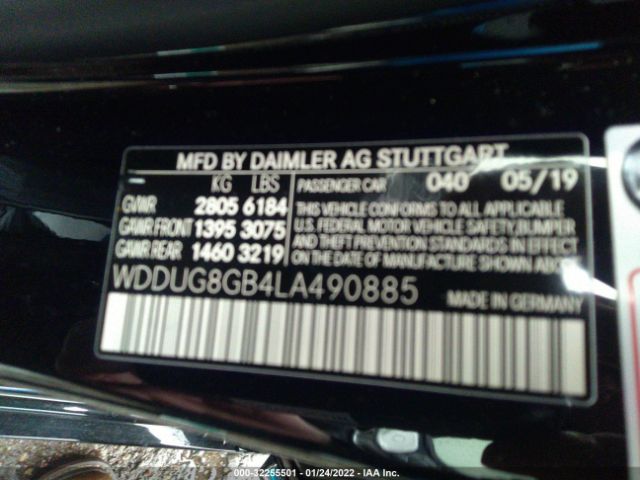 MFD BY DAIMLER AG STUTTGART
KG LBS
GVWR 2805 6184
GAWR FRONT 1395 3075
GAWR REAR 1460 3219
PASSENGER CAR 040 05/19
THIS VEHICLE CONFORMS TO ALL APPLICABLE
U.S. FEDERAL MOTOR VEHICLE SAFETY, BUMPER,
AND THEFT PREVENTION STANDARDS IN EFFECT
ON THE DATE OF MANUFACTURE SHOWN ABOVE.
WDDUG8GB4LA490885
MADE IN GERMANY
000-32255501 - 01/24/2022 - IAA Inc.